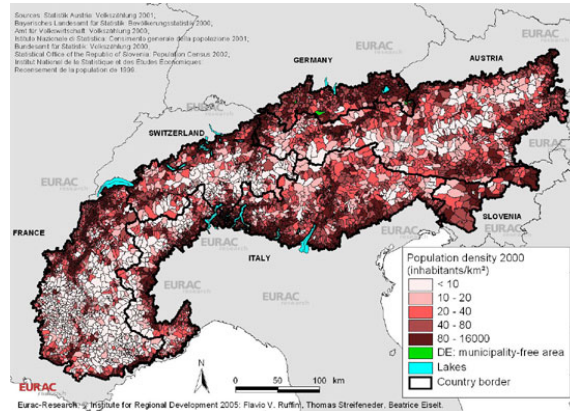 Sources: Statistik Austria: Volkszählung 2001;
Bayerisches Landesamt für Statistik: Bevölkerungsstatistik 2000;
Amt für Volkswirtschaft: Volkszählung 2000;
Istituto Nazionale di Statistica: Censimento generale della popolazione 2001;
Bundesamt für Statistik: Volkszählung 2000;
Statistical Office of the Republic of Slovenia: Population Census 2002;
Institut National de la Statistique et des Études Économiques:
Recensement de la population de 1999.
EURAC
research
GERMANY
AUSTRIA
SWITZERLAND
FRANCE
ITALY
SLOVENIA
Population density 2000
(inhabitants/km²)
< 10
10 - 20
20 - 40
40 - 80
80 - 16000
DE: municipality-free area
Lakes
Country border
N
0 50 100 km
EURAC
research
Eurac-Research - Institute for Regional Development 2005: Flavio V. Ruffini, Thomas Streifeneder, Beatrice Eiselt.